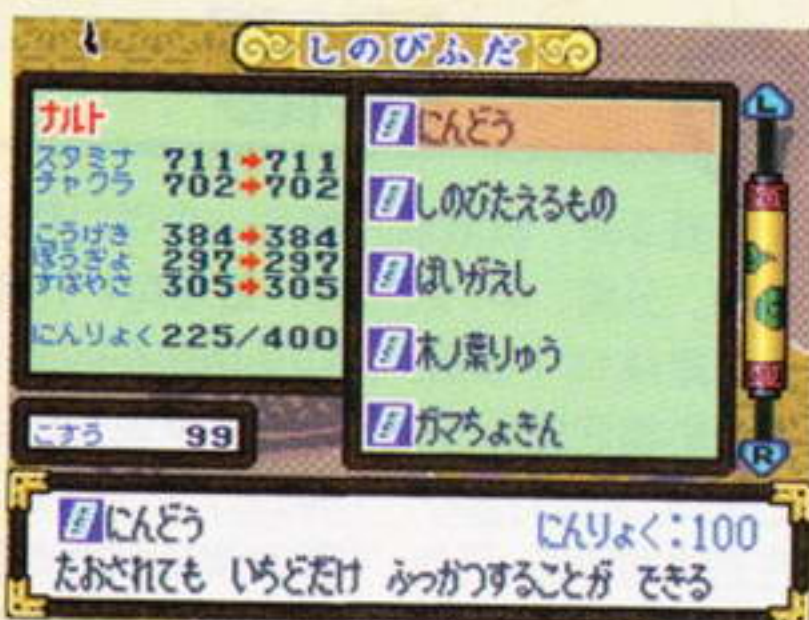 しのびふだ
ナルト
スタミナ 711➡711
チャクラ 702➡702
こうげき 384➡384
ぼうぎょ 297➡297
すばやさ 305➡305
にんりょく 225/400
こすう 99
にんどう
しのびたえるもの
ばいがえし
木ノ葉りゅう
ガマちょきん
L
R
にんどう にんりょく:100
たおされても いちどだけ ふっかつすることが できる